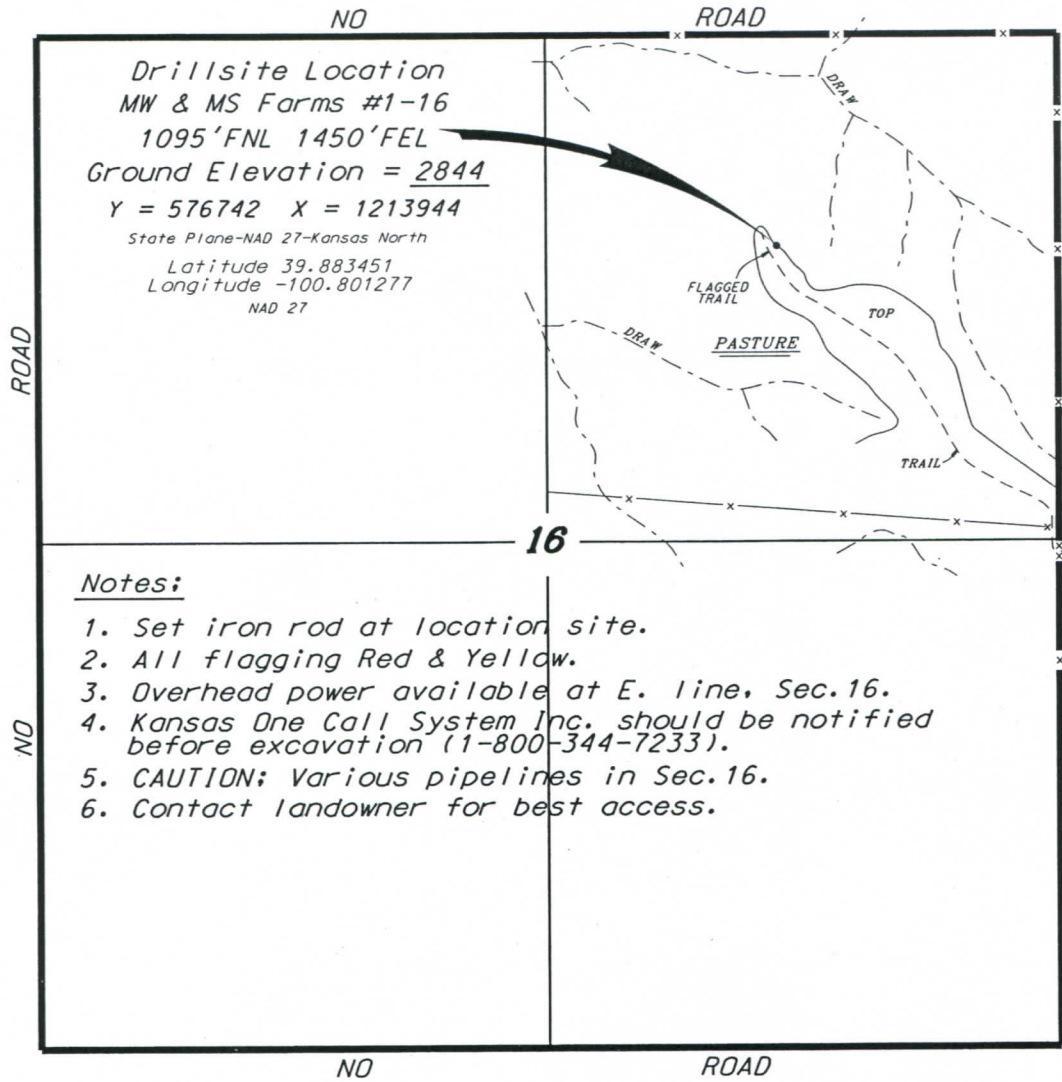 NO ROAD
Drillsite Location
MW & MS Farms #1-16
1095'FNL 1450'FEL
Ground Elevation = 2844
Y = 576742 X = 1213944
State Plane-NAD 27-Kansas North
Latitude 39.883451
Longitude -100.801277
NAD 27
DRAW
FLAGGED
TRAIL
TOP
DRAW
PASTURE
TRAIL
NO ROAD
16
Notes:
1. Set iron rod at location site.
2. All flagging Red & Yellow.
3. Overhead power available at E. line, Sec.16.
4. Kansas One Call System Inc. should be notified
before excavation (1-800-344-7233).
5. CAUTION: Various pipelines in Sec.16.
6. Contact landowner for best access.
NO ROAD